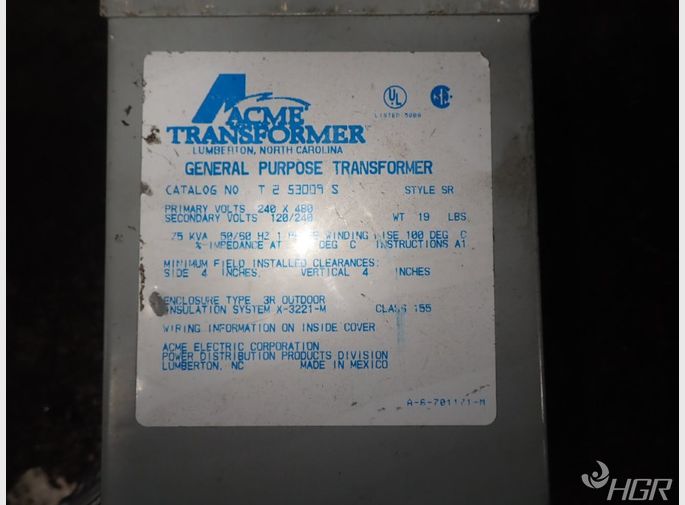 ACME
TRANSFORMER
LUMBERTON, NORTH CAROLINA
UL
LISTED 508G
GENERAL PURPOSE TRANSFORMER
CATALOG NO T 2 53009 S STYLE SR
PRIMARY VOLTS 240 X 480
SECONDARY VOLTS 120/240 WT 19 LBS
75 KVA 50/60 HZ 1 WINDING RISE 100 DEG C
% IMPEDANCE AT DEG C INSTRUCTIONS A1
MINIMUM FIELD INSTALLED CLEARANCES:
SIDE 4 INCHES, VERTICAL 4 INCHES
ENCLOSURE TYPE 3R OUTDOOR
INSULATION SYSTEM X-3221-M CLASS 155
WIRING INFORMATION ON INSIDE COVER
ACME ELECTRIC CORPORATION
POWER DISTRIBUTION PRODUCTS DIVISION
LUMBERTON, NC MADE IN MEXICO
HGR